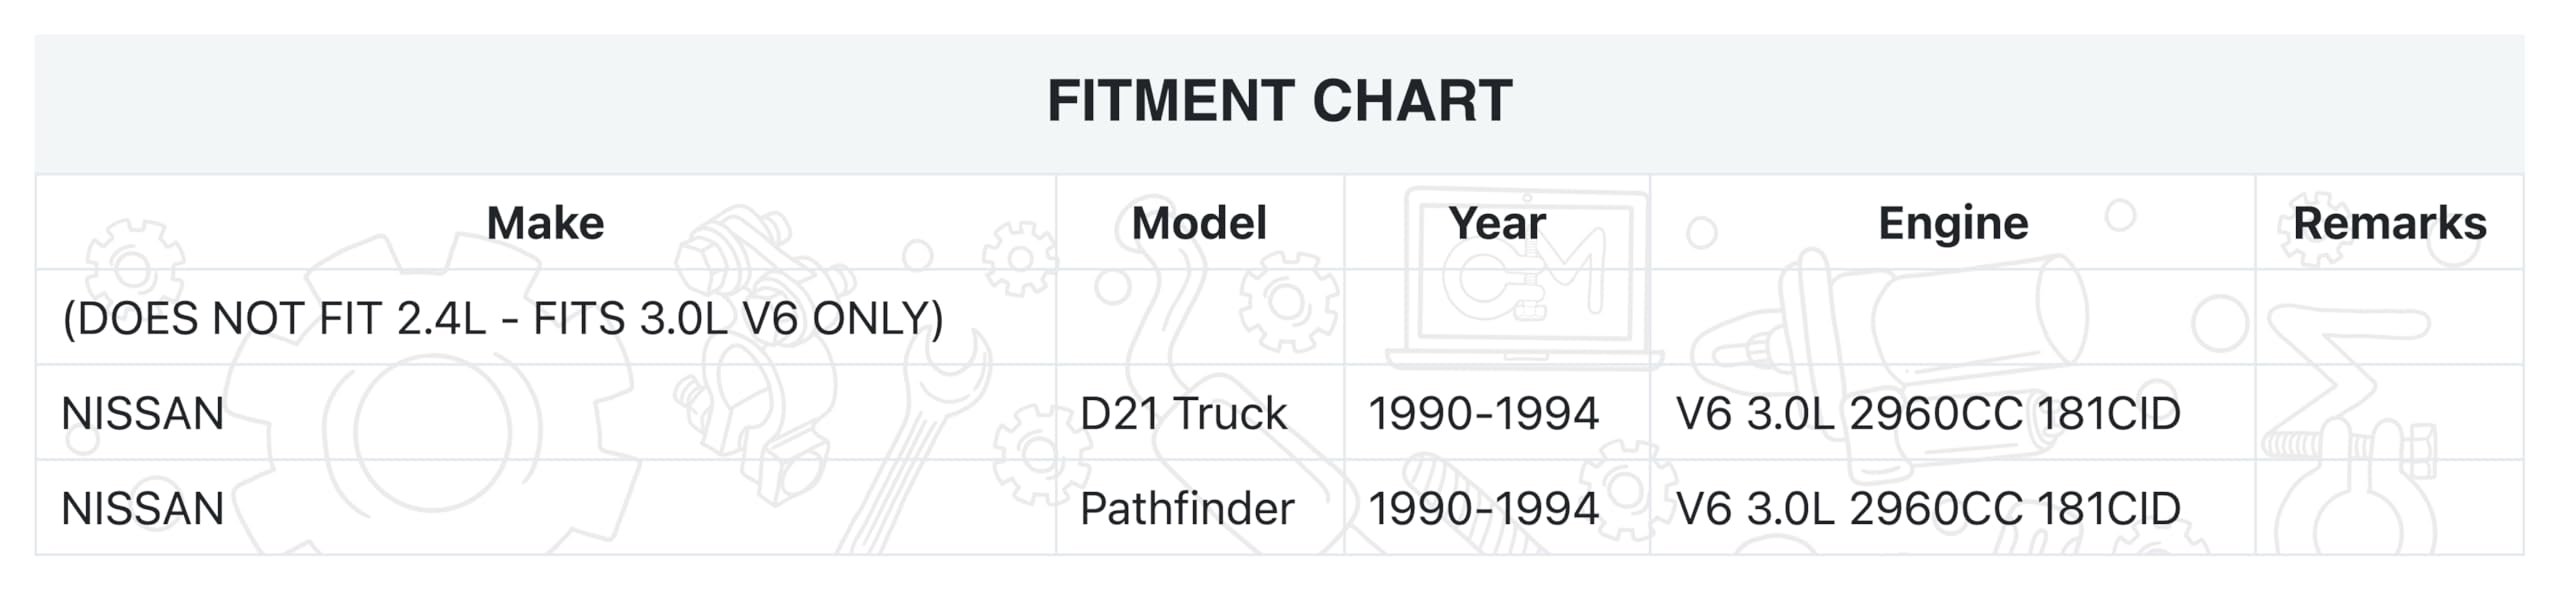 FITMENT CHART
Make Model Year Engine Remarks
(DOES NOT FIT 2.4L - FITS 3.0L V6 ONLY)
NISSAN D21 Truck 1990-1994 V6 3.0L 2960CC 181CID
NISSAN Pathfinder 1990-1994 V6 3.0L 2960CC 181CID